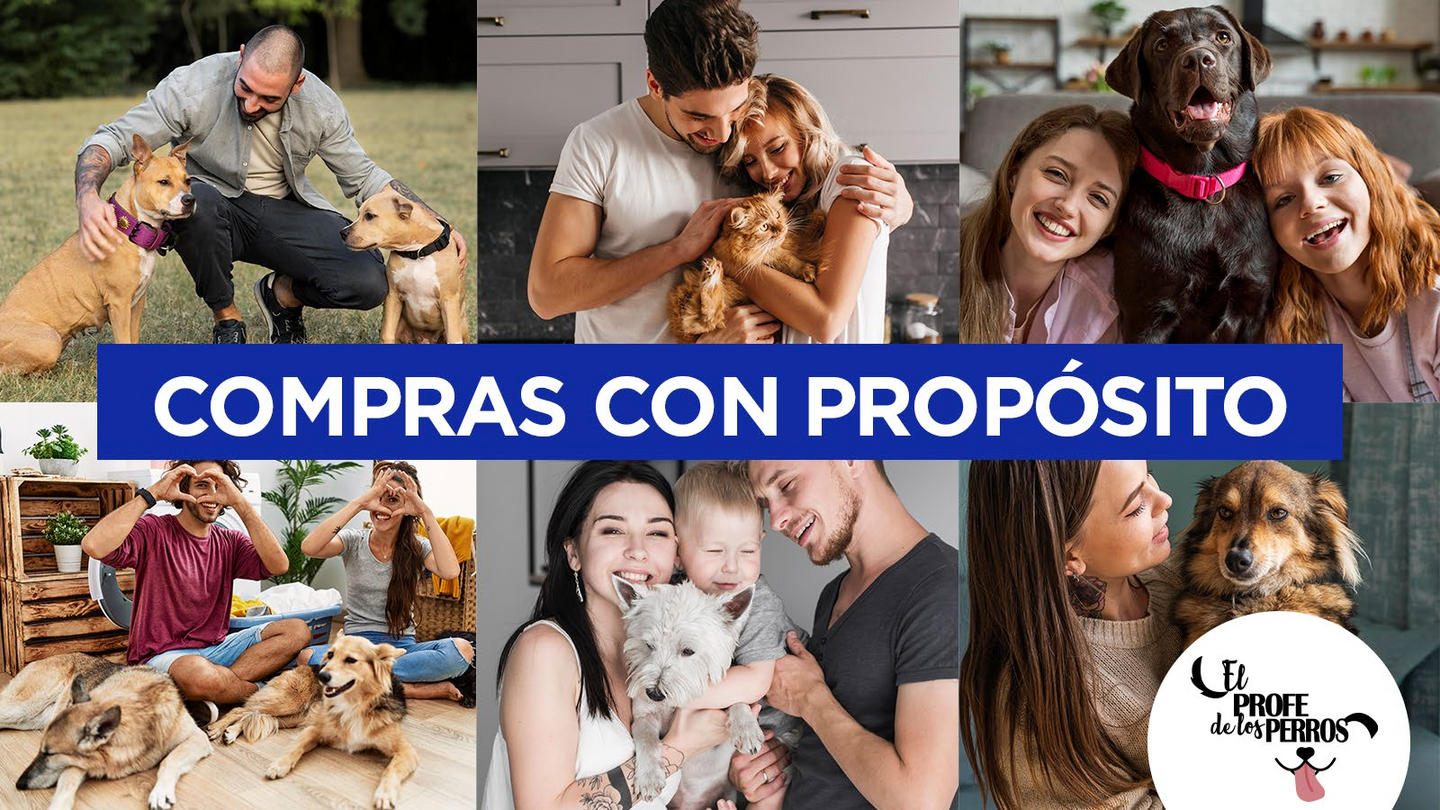 COMPRAS CON PROPÓSITO
El
PROFE
de los PERROS